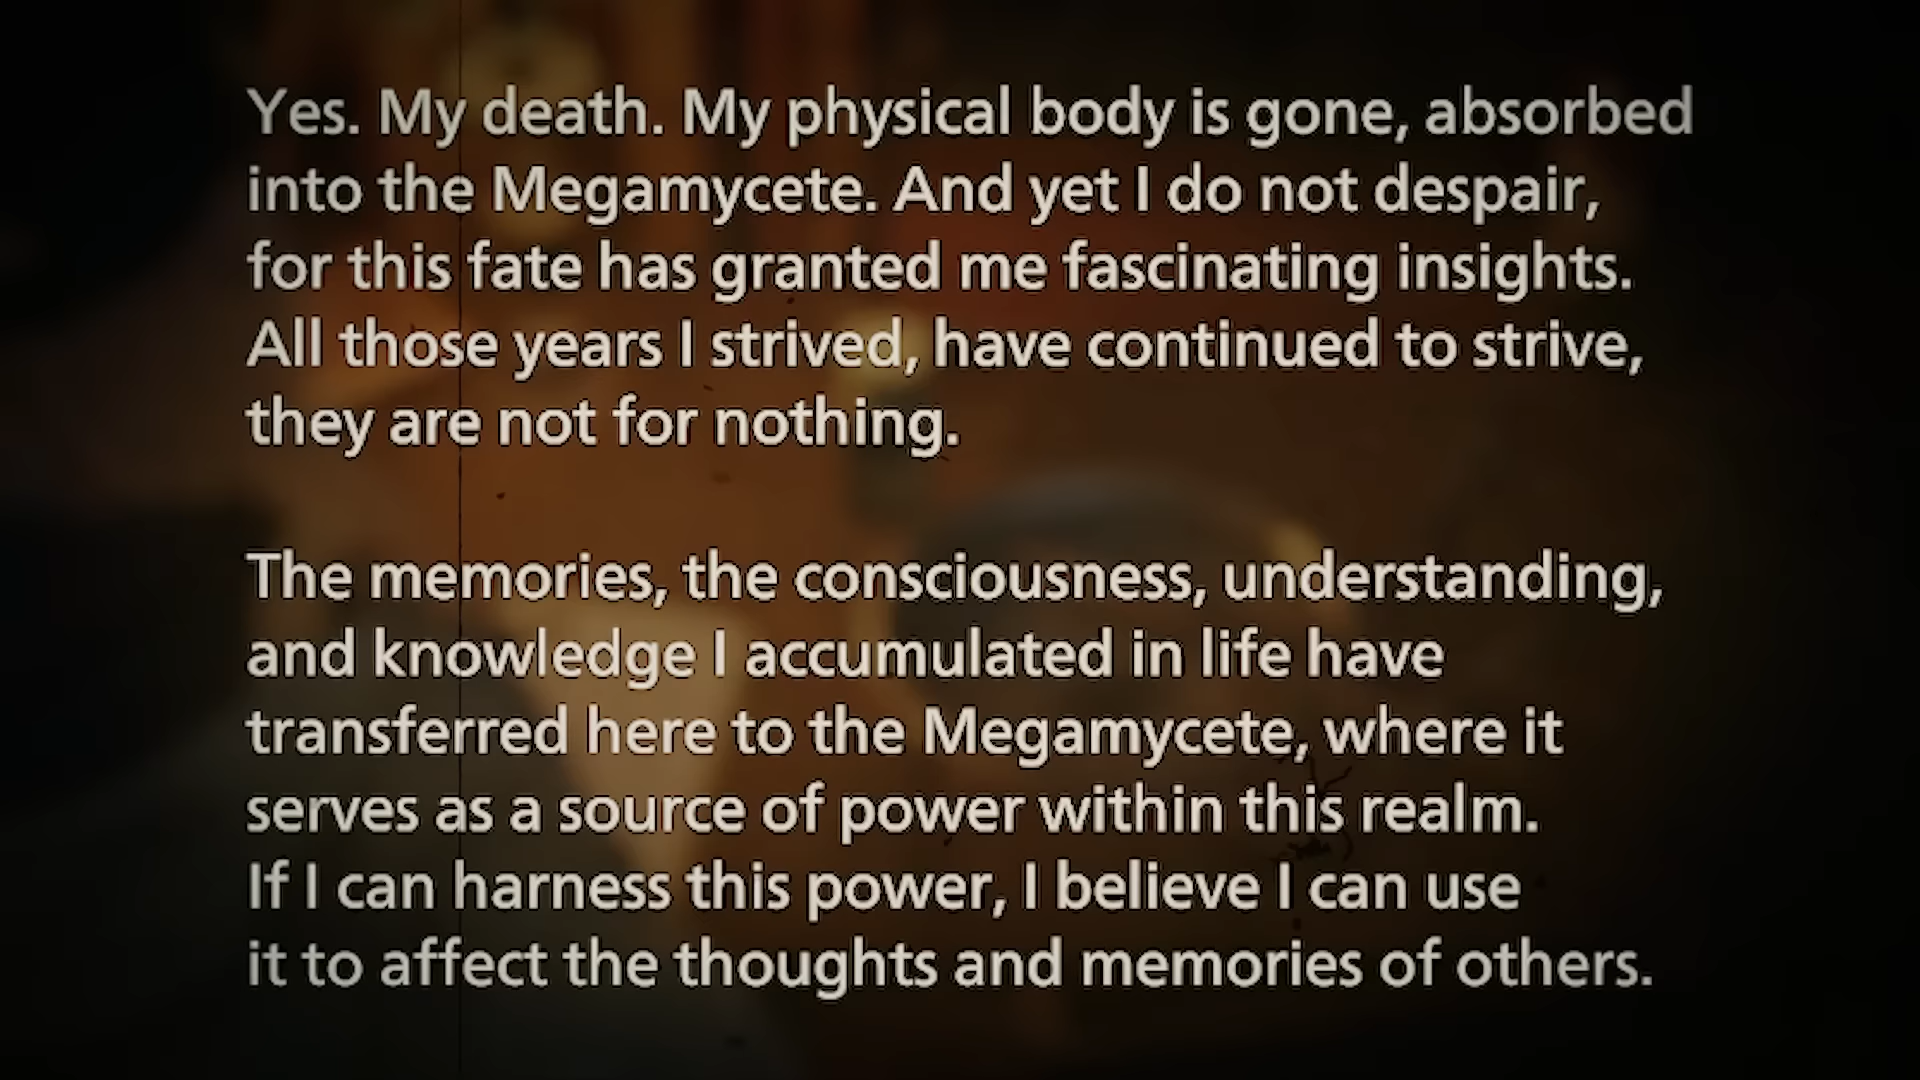 Yes. My death. My physical body is gone, absorbed
into the Megamycete. And yet I do not despair,
for this fate has granted me fascinating insights.
All those years I strived, have continued to strive,
they are not for nothing.
The memories, the consciousness, understanding,
and knowledge I accumulated in life have
transferred here to the Megamycete, where it
serves as a source of power within this realm.
If I can harness this power, I believe I can use
it to affect the thoughts and memories of others.